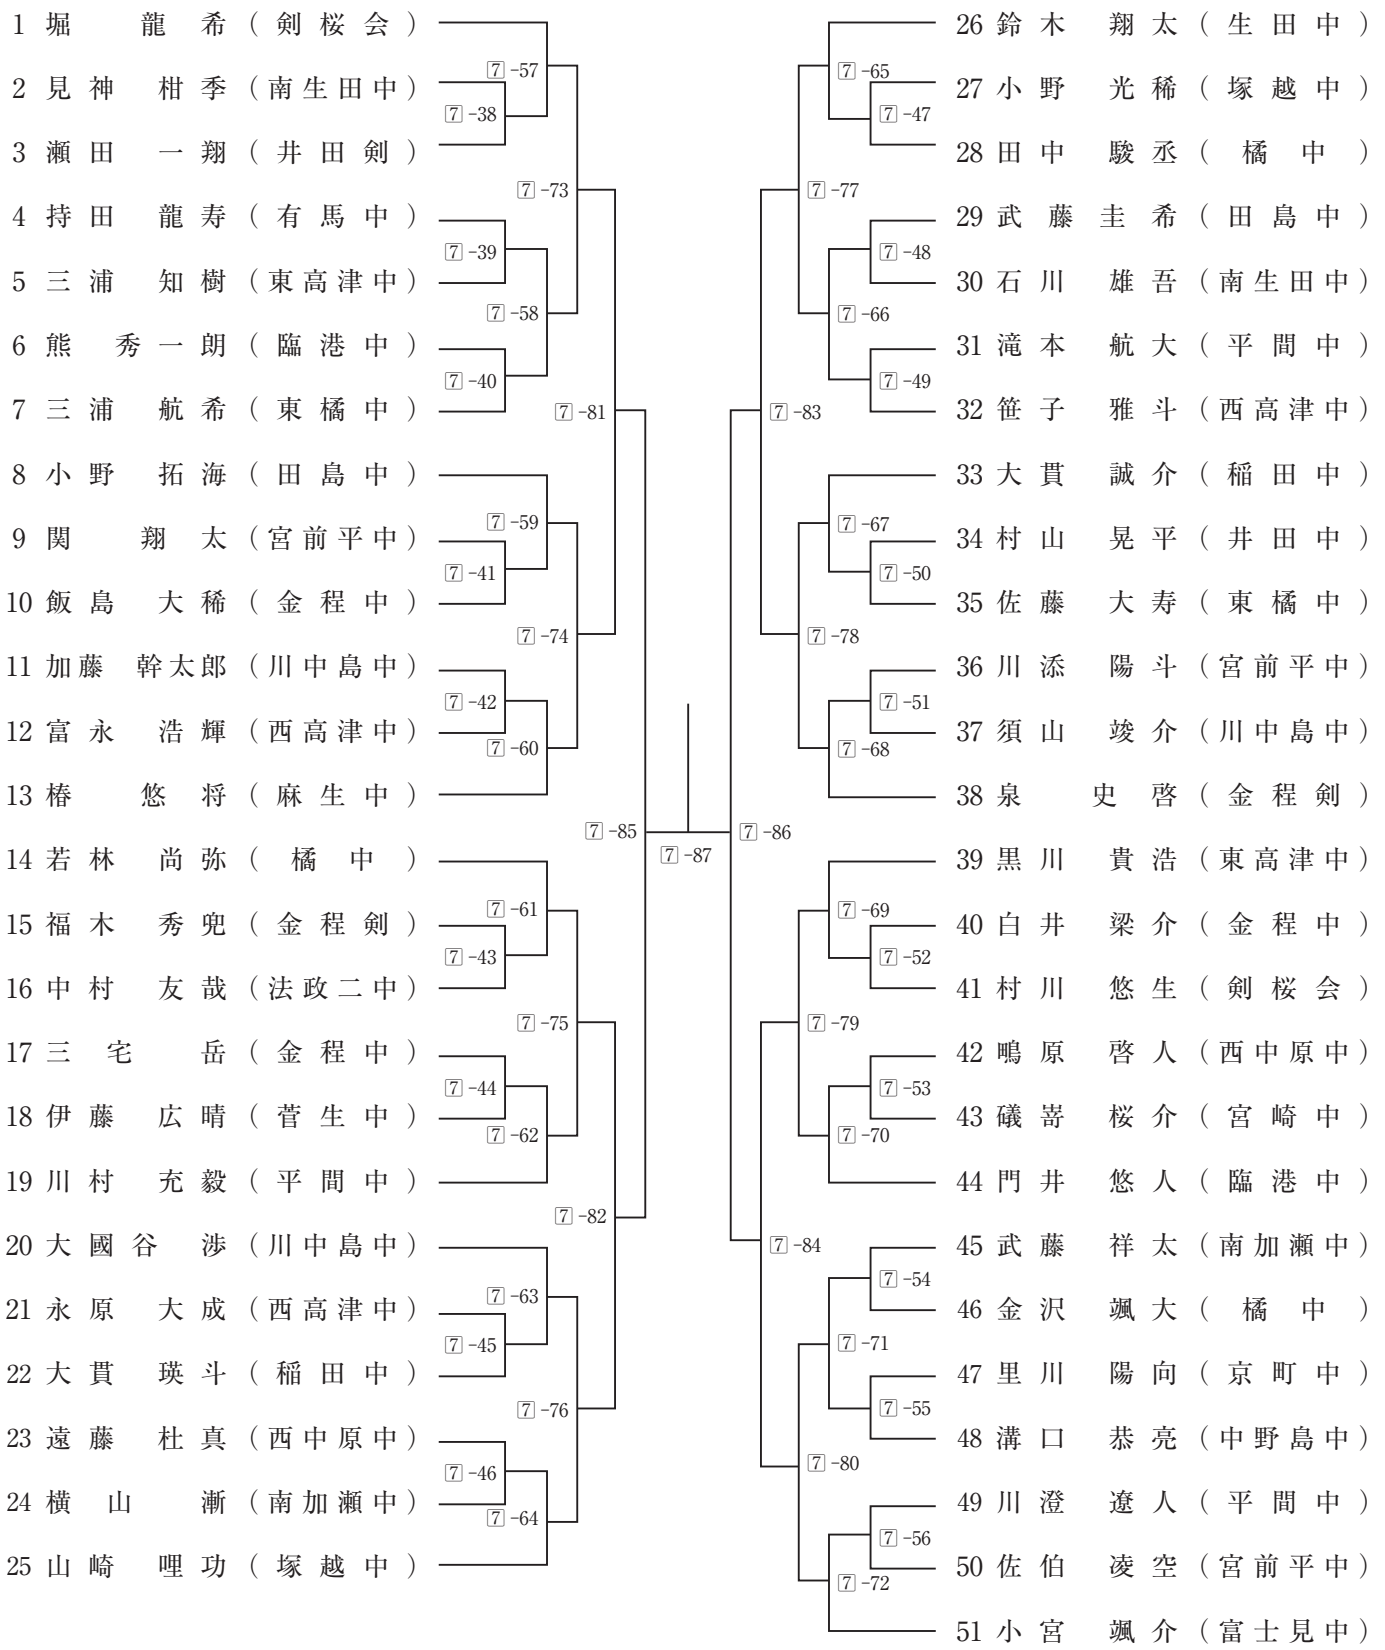 1 堀 龍希（剣桜会）
7 -57
2 見神 柑季（南生田中）
7 -38
3 瀬田 一翔（井田剣）
7 -73
4 持田 龍寿（有馬中）
7 -39
5 三浦 知樹（東高津中）
7 -58
6 熊 秀一朗（臨港中）
7 -40
7 三浦 航希（東橘中）
7 -81
8 小野 拓海（田島中）
7 -59
9 関 翔太（宮前平中）
7 -41
10 飯島 大稀（金程中）
7 -74
11 加藤 幹太郎（川中島中）
7 -42
12 富永 浩輝（西高津中）
7 -60
13 椿 悠将（麻生中）
7 -85
14 若林 尚弥（橘中）
7 -61
15 福木 秀兜（金程剣）
7 -43
16 中村 友哉（法政二中）
7 -75
17 三宅 岳（金程中）
7 -44
18 伊藤 広晴（菅生中）
7 -62
19 川村 充毅（平間中）
7 -82
20 大國谷 渉（川中島中）
7 -63
21 永原 大成（西高津中）
7 -45
22 大貫 瑛斗（稲田中）
7 -76
23 遠藤 杜真（西中原中）
7 -46
24 横山 漸（南加瀬中）
7 -64
25 山崎 哩功（塚越中）
7 -87
26 鈴木 翔太（生田中）
7 -65
27 小野 光稀（塚越中）
7 -47
28 田中 駿丞（橘中）
7 -77
29 武藤圭希（田島中）
7 -48
30 石川 雄吾（南生田中）
7 -66
31 滝本 航大（平間中）
7 -49
32 笹子 雅斗（西高津中）
7 -83
33 大貫 誠介（稲田中）
7 -67
34 村山 晃平（井田中）
7 -50
35 佐藤 大寿（東橘中）
7 -78
36 川添 陽斗（宮前平中）
7 -51
37 須山 竣介（川中島中）
7 -68
38 泉 史啓（金程剣）
7 -86
39 黒川 貴浩（東高津中）
7 -69
40 白井 梁介（金程中）
7 -52
41 村川 悠生（剣桜会）
7 -79
42 鴫原 啓人（西中原中）
7 -53
43 礒嵜 桜介（宮崎中）
7 -70
44 門井 悠人（臨港中）
7 -84
45 武藤 祥太（南加瀬中）
7 -54
46 金沢 颯大（橘中）
7 -71
47 里川 陽向（京町中）
7 -55
48 溝口 恭亮（中野島中）
7 -80
49 川澄 遼人（平間中）
7 -56
50 佐伯 凌空（宮前平中）
7 -72
51 小宮 颯介（富士見中）